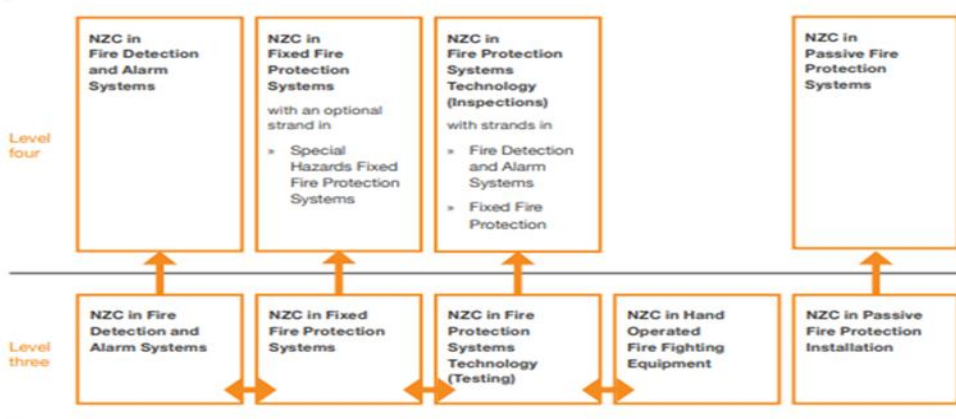 Level
four
NZC in
Fire Detection
and Alarm
Systems
NZC in
Fixed Fire
Protection
Systems
with an optional
strand in
» Special
Hazards Fixed
Fire Protection
Systems
NZC in
Fire Protection
Systems
Technology
(Inspections)
with strands in
» Fire Detection
and Alarm
Systems
» Fixed Fire
Protection
NZC in
Passive Fire
Protection
Systems
Level
three
NZC in Fire
Detection and
Alarm Systems
NZC in Fixed
Fire Protection
Systems
NZC in Fire
Protection
Systems
Technology
(Testing)
NZC in Hand
Operated
Fire Fighting
Equipment
NZC in Passive
Fire Protection
Installation